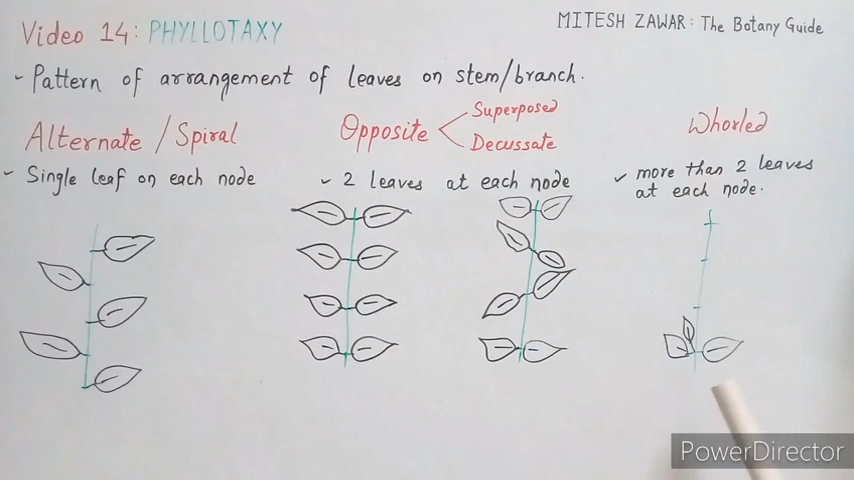 Video 14: PHYLLOTAXY
MITESH ZAWAR: The Botany Guide
- Pattern of arrangement of leaves on stem/branch.
Alternate / Spiral
- Single leaf on each node
Opposite
Superposed
Decussate
- 2 leaves at each node
Whorled
more than 2 leaves
at each node.
PowerDirector